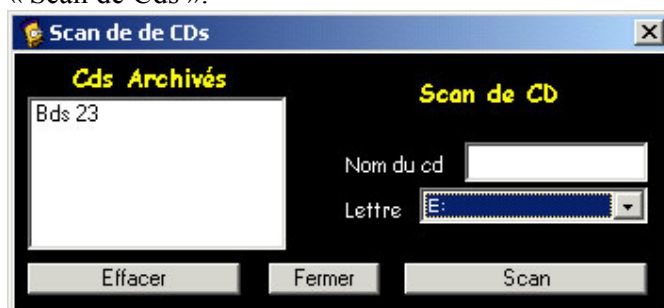 « Scan de Cds ».
Scan de de CDs
Cds Archivés
Bds 23
Scan de CD
Nom du cd
Lettre E:
Effacer Fermer Scan